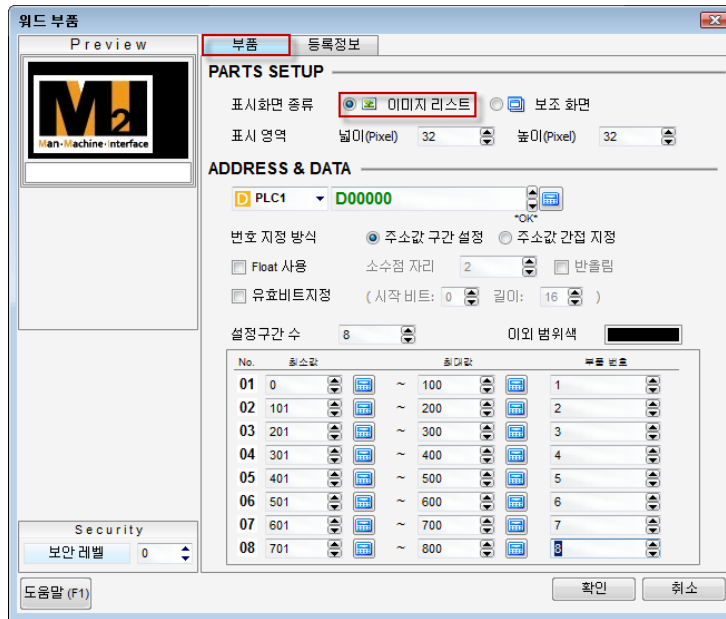 워드 부품
Preview
M2
Man-Machine-Interface
Security
보안 레벨 0
부품 등록정보
PARTS SETUP
표시화면 종류 이미지 리스트 보조 화면
표시 영역 넓이(Pixel) 32 높이(Pixel) 32
ADDRESS & DATA
D PLC1 D00000
*OK*
번호 지정 방식 주소값 구간 설정 주소값 간접 지정
Float 사용 소수점 자리 2 반올림
유효비트지정 (시작 비트: 0 길이: 16 )
설정구간 수 8 이외 범위색
No. 최소값 최대값 부품 번호
01 0 ~ 100 1
02 101 ~ 200 2
03 201 ~ 300 3
04 301 ~ 400 4
05 401 ~ 500 5
06 501 ~ 600 6
07 601 ~ 700 7
08 701 ~ 800 8
도움말 (F1) 확인 취소